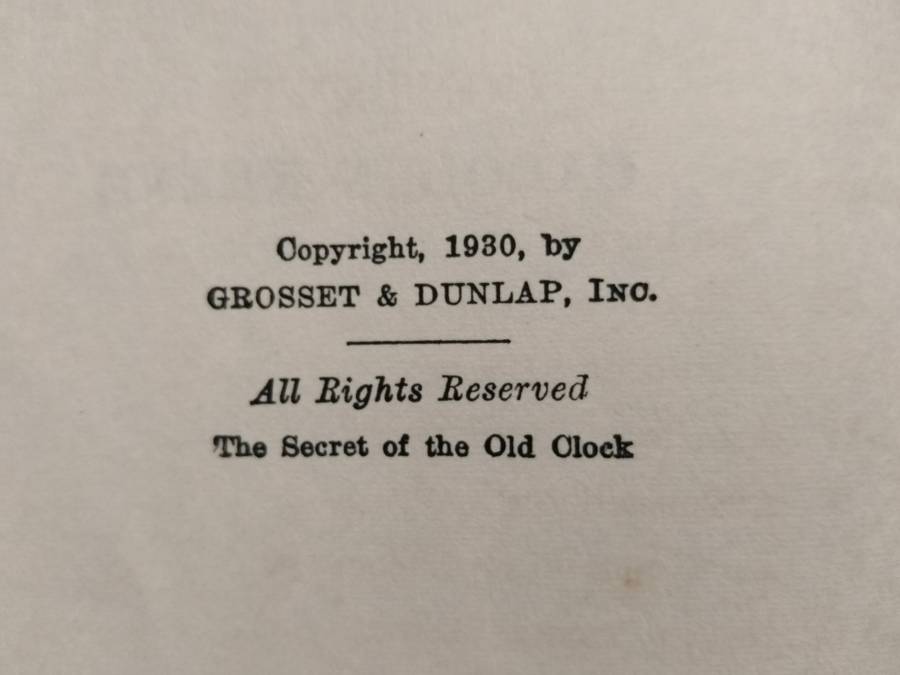 Copyright, 1930, by
GROSSET & DUNLAP, INC.
All Rights Reserved
The Secret of the Old Clock